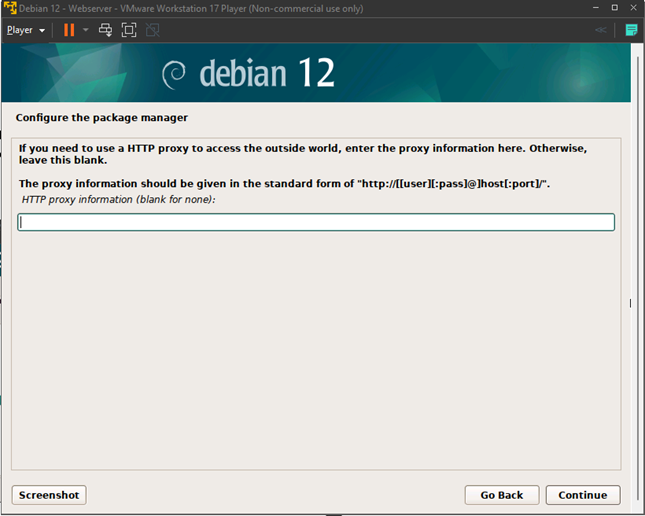 Debian 12 - Webserver - VMware Workstation 17 Player (Non-commercial use only)
Player
debian 12
Configure the package manager
If you need to use a HTTP proxy to access the outside world, enter the proxy information here. Otherwise,
leave this blank.
The proxy information should be given in the standard form of "http://[[user][:pass]@]host[:port]/".
HTTP proxy information (blank for none):
Screenshot
Go Back
Continue